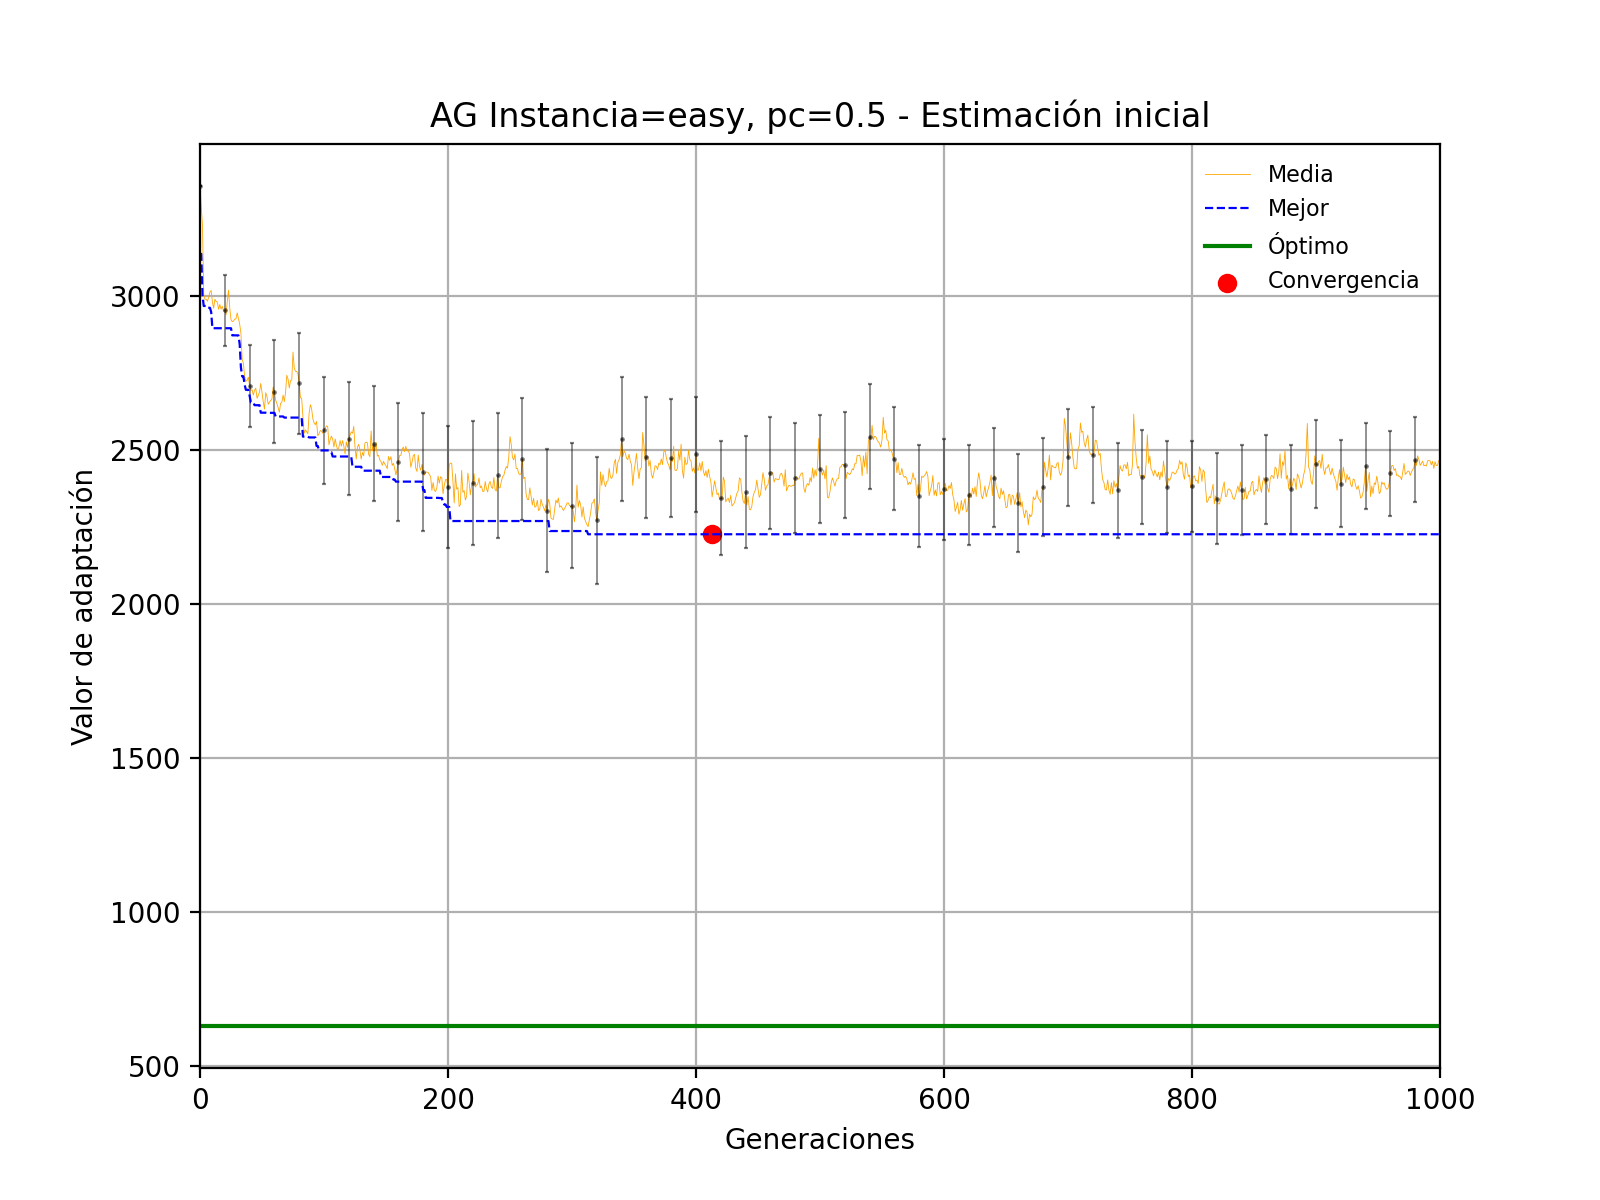 AG Instancia=easy, pc=0.5 - Estimación inicial
Media
Mejor
Óptimo
Convergencia
3000
2500
2000
1500
1000
500
Valor de adaptación
0 200 400 600 800 1000
Generaciones